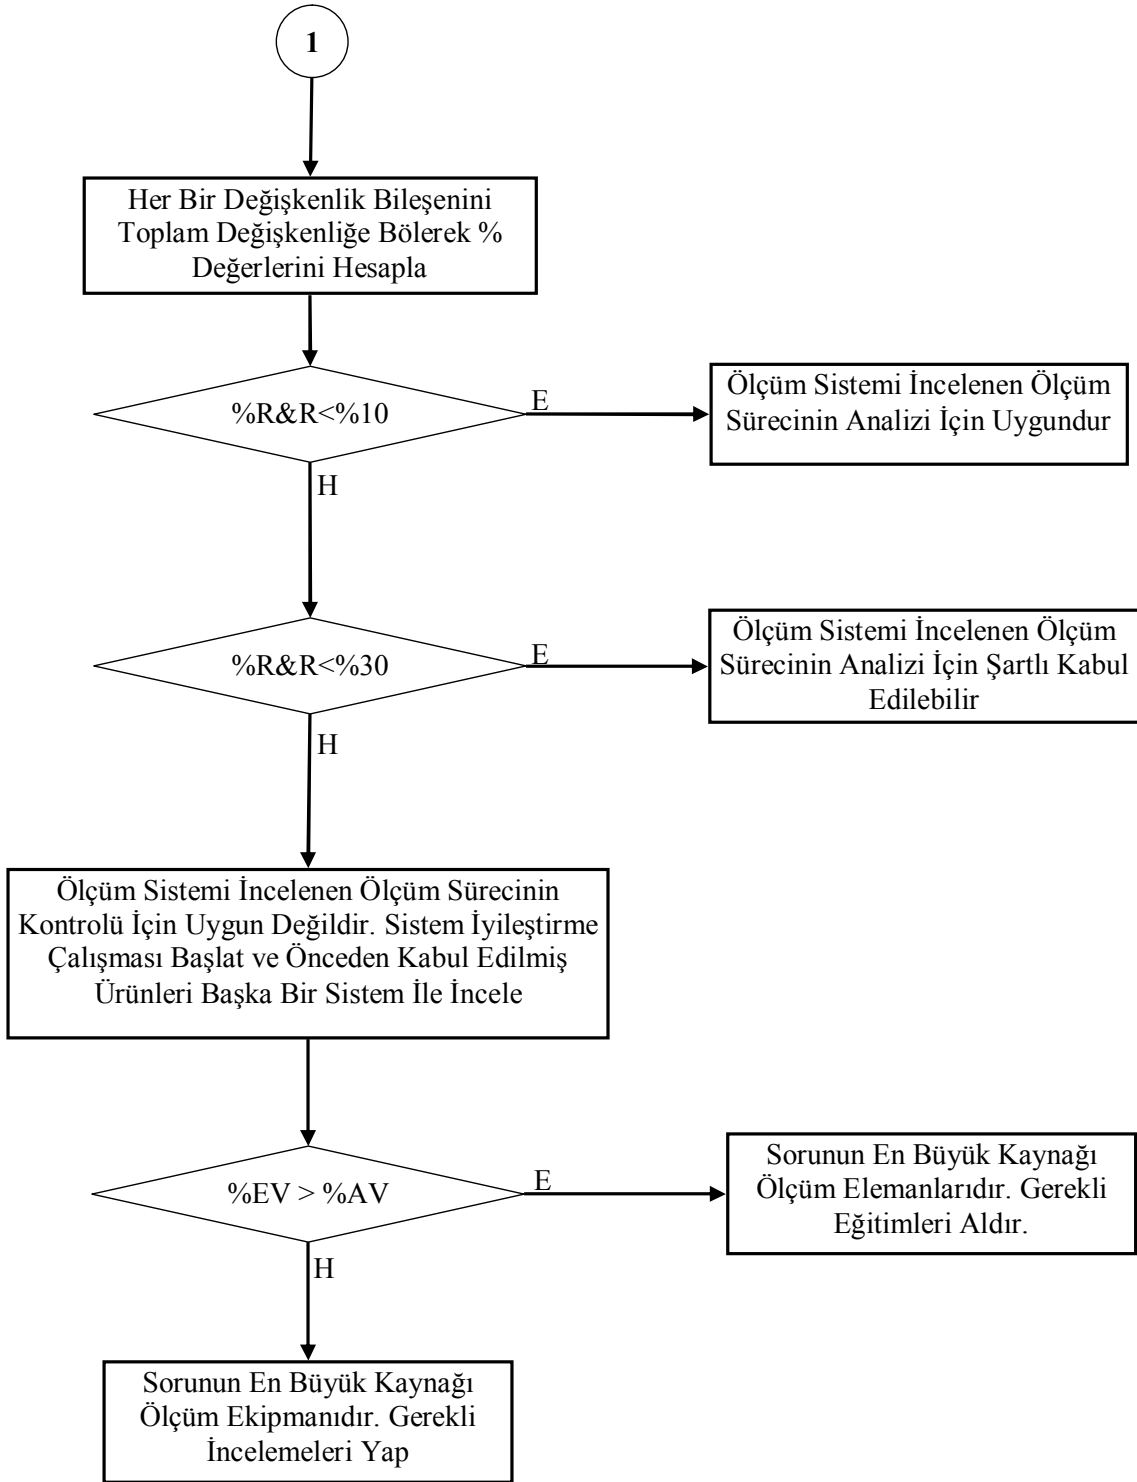 1
Her Bir Değişkenlik Bileşenini
Toplam Değişkenliğe Bölerek %
Değerlerini Hesapla
%R&R<%10
E
Ölçüm Sistemi İncelenen Ölçüm
Sürecinin Analizi İçin Uygundur
H
%R&R<%30
E
Ölçüm Sistemi İncelenen Ölçüm
Sürecinin Analizi İçin Şartlı Kabul
Edilebilir
H
Ölçüm Sistemi İncelenen Ölçüm Sürecinin
Kontrolü İçin Uygun Değildir. Sistem İyileştirme
Çalışması Başlat ve Önceden Kabul Edilmiş
Ürünleri Başka Bir Sistem İle İncele
%EV > %AV
E
Sorunun En Büyük Kaynağı
Ölçüm Elemanlarıdır. Gerekli
Eğitimleri Aldır.
H
Sorunun En Büyük Kaynağı
Ölçüm Ekipmanıdır. Gerekli
İncelemeleri Yap